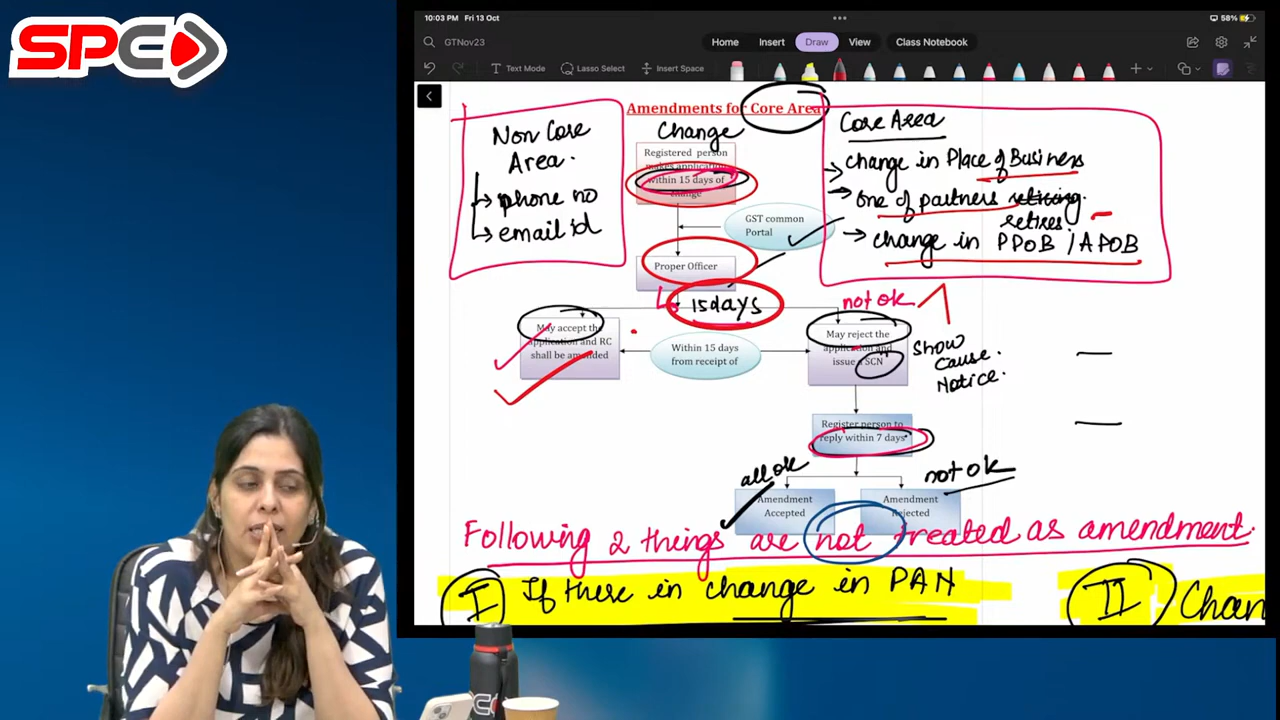 SPC
10:03 PM Fri 13 Oct
58%
GTNov23
Home
Insert
Draw
View
Class Notebook
Text Mode
Lasso Select
Insert Space
Amendments for Core Area
Non Core
Area.
phone no
email id
Change
Registered person
makes application
within 15 days of
change
GST common
Portal
Proper Officer
15 days
not ok
Core Area
change in Place of Business
one of partners retiring.
retires
change in PPOB / APOB
May accept the
application and RC
shall be amended
Within 15 days
from receipt of
May reject the
application and
issue a SCN
Show
Cause.
Notice.
Register person to
reply within 7 days
all ok
not ok
Amendment
Accepted
Amendment
Rejected
Following 2 things are not treated as amendment.
I If there in change in PAN
II Chan